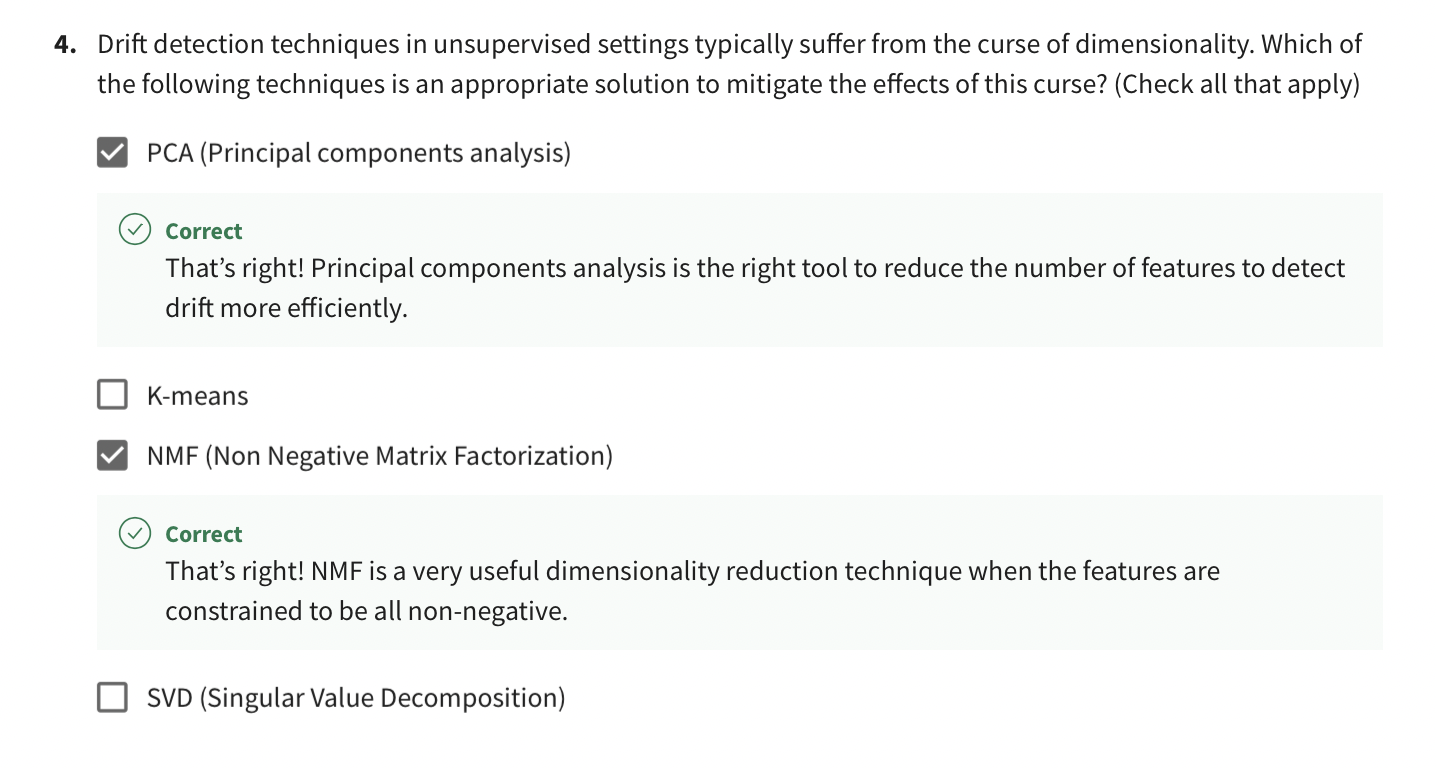 4. Drift detection techniques in unsupervised settings typically suffer from the curse of dimensionality. Which of
the following techniques is an appropriate solution to mitigate the effects of this curse? (Check all that apply)
PCA (Principal components analysis)
Correct
That’s right! Principal components analysis is the right tool to reduce the number of features to detect
drift more efficiently.
K-means
NMF (Non Negative Matrix Factorization)
Correct
That’s right! NMF is a very useful dimensionality reduction technique when the features are
constrained to be all non-negative.
SVD (Singular Value Decomposition)